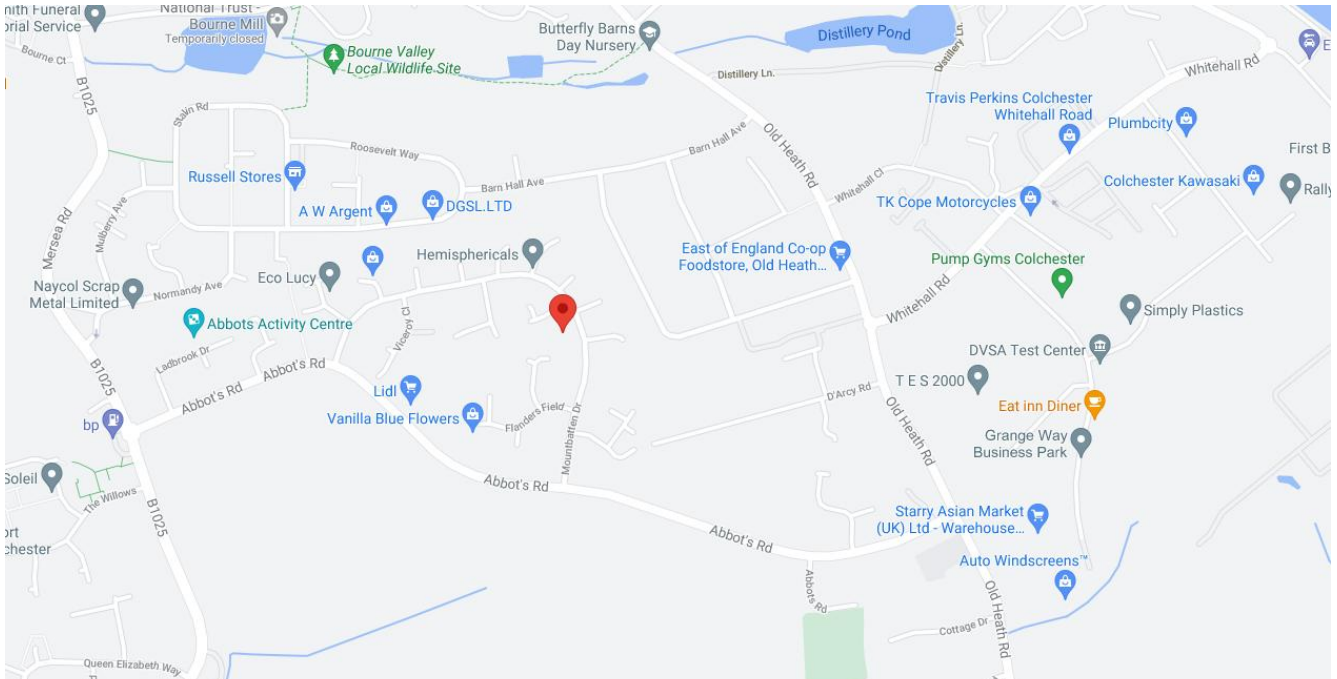 nith Funeral
orial Service
National Trust -
Bourne Mill
Temporarily closed
Bourne Ct
B1025
Bourne Valley
Local Wildlife Site
Butterfly Barns
Day Nursery
Distillery Pond
Distillery Ln.
Distillery Ln.
Whitehall Rd
E
Travis Perkins Colchester
Whitehall Road
Plumbcity
First B
Colchester Kawasaki
Rally
TK Cope Motorcycles
Whitehall Cl
Old Heath Rd
Barn Hall Ave
Barn Hall Ave
Roosevelt Way
Stalin Rd
Russell Stores
A W Argent
DGSL.LTD
Mulberry Ave
Mersea Rd
Hemisphericals
Eco Lucy
East of England Co-op
Foodstore, Old Heath...
Pump Gyms Colchester
Naycol Scrap
Metal Limited
Normandy Ave
Abbots Activity Centre
Viceroy Cl
Whitehall Rd
Simply Plastics
DVSA Test Center
Ladbrook Dr
B1025
Abbot's Rd
Abbot's Rd
Lidl
Vanilla Blue Flowers
Flanders Field
Mountbatten Dr
D'Arcy Rd
T E S 2000
Eat inn Diner
Old Heath Rd
Grange Way
Business Park
bp
Soleil
The Willows
B1025
Abbot's Rd
Abbot's Rd
Starry Asian Market
(UK) Ltd - Warehouse...
ort
chester
Auto Windscreens™
Abbots Rd
Old Heath Rd
Cottage Dr
Queen Elizabeth Way